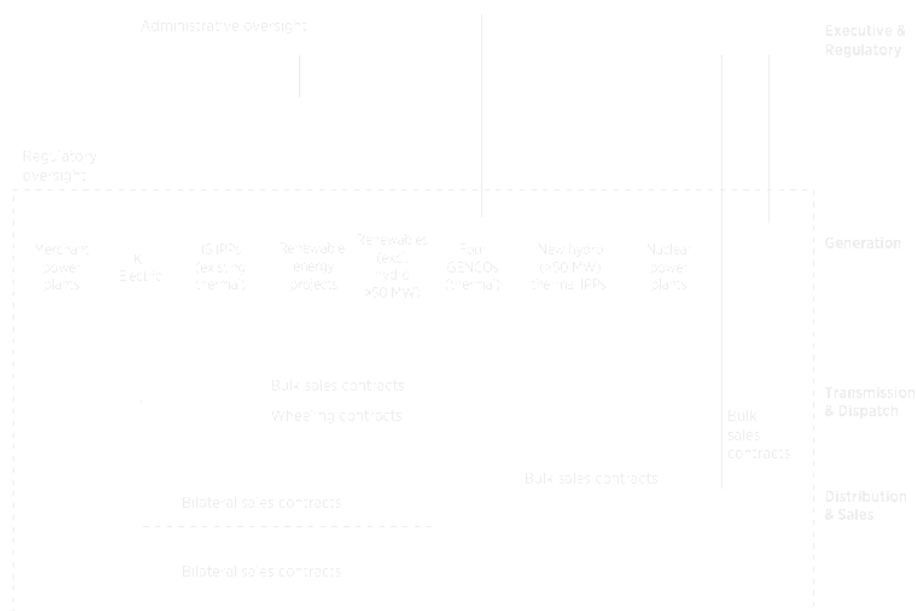 Administrative oversight
Executive &
Regulatory
Regulatory
oversight
Merchant
power
plants
K
Electric
16 IPPs
(existing
thermal)
Renewable
energy
projects
Renewables
(excl.
hydro
>50 MW)
Four
GENCOs
(thermal)
New hydro
(>50 MW)
thermal IPPs
Nuclear
power
plants
Generation
Bulk sales contracts
Wheeling contracts
Bulk
sales
contracts
Transmission
& Dispatch
Bulk sales contracts
Bilateral sales contracts
Distribution
& Sales
Bilateral sales contracts